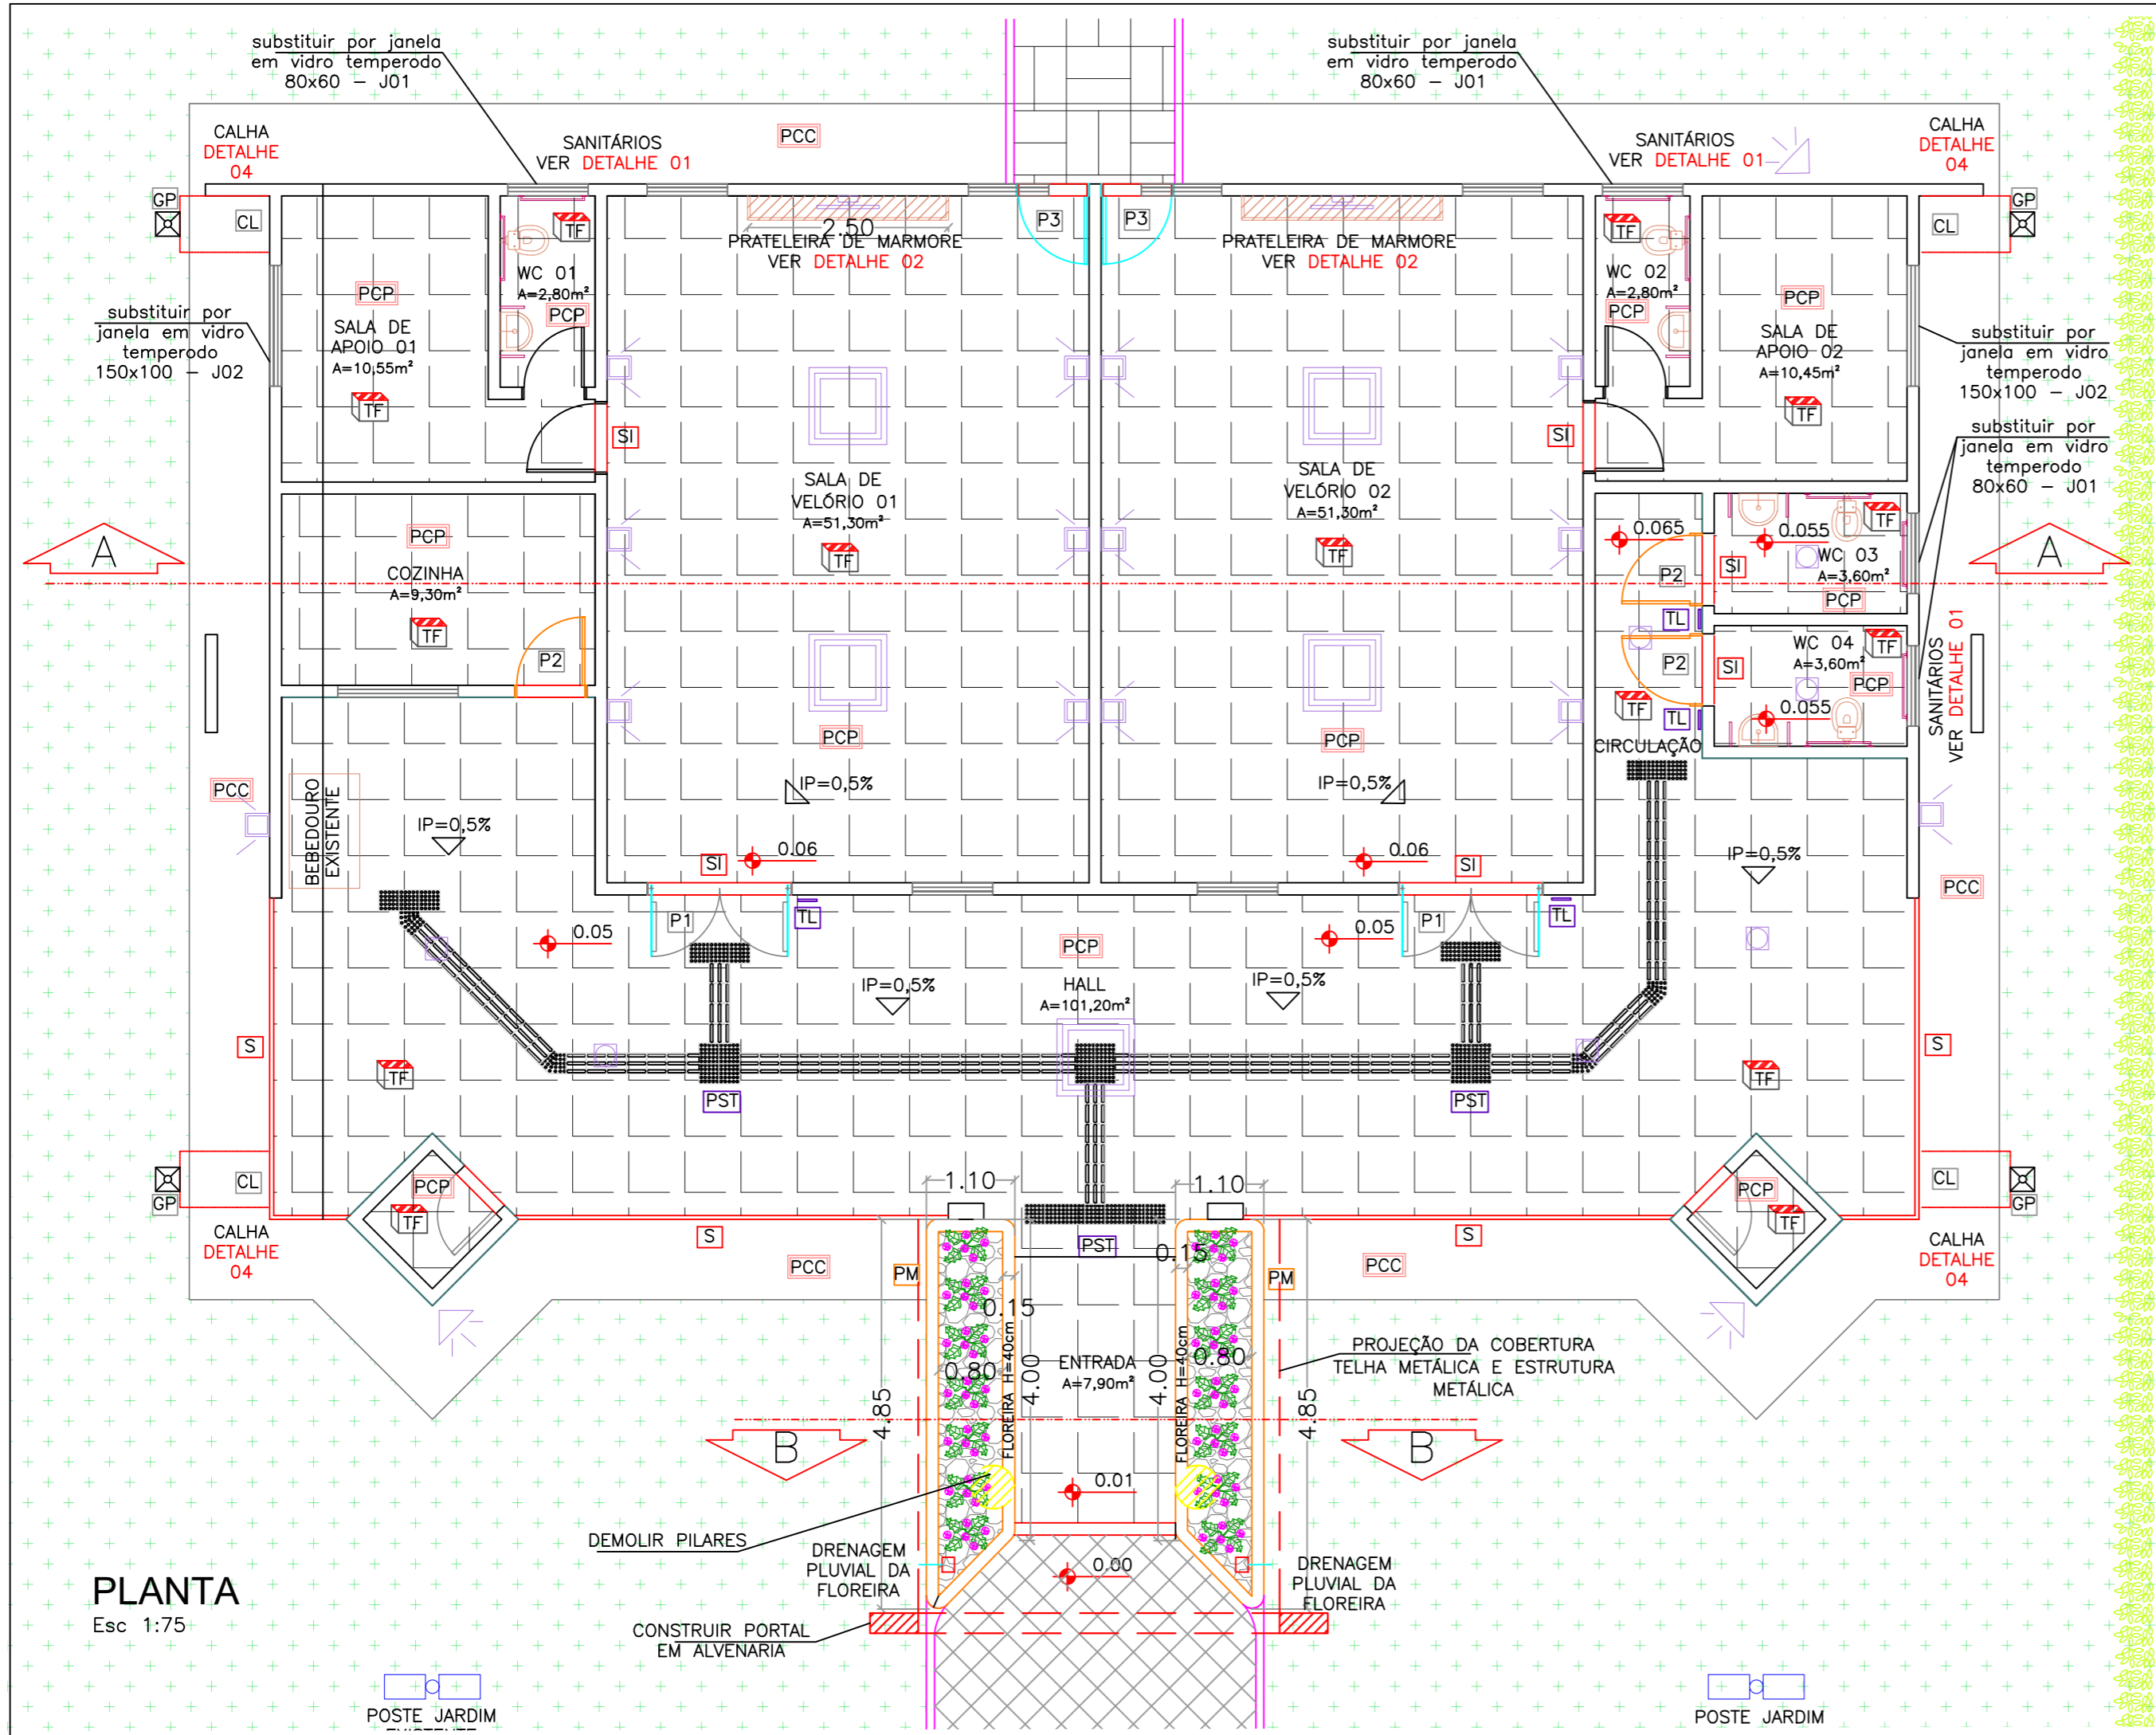 substituir por janela
em vidro temperodo
80x60 - J01
substituir por janela
em vidro temperodo
80x60 - J01
CALHA
DETALHE
04
SANITÁRIOS
VER DETALHE 01
PCC
SANITÁRIOS
VER DETALHE 01
CALHA
DETALHE
04
GP
CL
TF
2.50
PRATELEIRA DE MARMORE
VER DETALHE 02
P3
P3
PRATELEIRA DE MARMORE
VER DETALHE 02
TF
CL
GP
WC 01
A=2,80m²
PCP
WC 02
A=2,80m²
PCP
PCP
SALA DE
APOIO 01
A=10,55m²
TF
PCP
SALA DE
APOIO 02
A=10,45m²
TF
substituir por
janela em vidro
temperodo
150x100 - J02
substituir por
janela em vidro
temperodo
150x100 - J02
substituir por
janela em vidro
temperodo
80x60 - J01
SI
SI
SALA DE
VELÓRIO 01
A=51,30m²
TF
SALA DE
VELÓRIO 02
A=51,30m²
TF
A
PCP
COZINHA
A=9,30m²
TF
P2
0.065
0.055
TF
WC 03
A=3,60m²
PCP
SI
P2
TL
A
WC 04
A=3,60m²
TF
PCP
SI
P2
TL
TF
0.055
CIRCULAÇÃO
SANITÁRIOS
VER DETALHE 01
PCP
PCP
PCC
BEBEDOURO
EXISTENTE
IP=0,5%
IP=0,5%
IP=0,5%
IP=0,5%
SI
0.06
0.06
SI
PCC
P1
TL
P1
TL
0.05
0.05
PCP
HALL
A=101,20m²
IP=0,5%
IP=0,5%
S
S
TF
TF
PST
PST
CL
GP
CALHA
DETALHE
04
PCP
TF
PCP
TF
CL
GP
CALHA
DETALHE
04
1.10
1.10
S
S
PCC
PCC
PM
PM
PST
0.15
0.15
0.80
0.80
FLOREIRA H=40cm
FLOREIRA H=40cm
4.00
4.00
4.85
4.85
ENTRADA
A=7,90m²
PROJEÇÃO DA COBERTURA
TELHA METÁLICA E ESTRUTURA
METÁLICA
B
B
0.01
0.00
DEMOLIR PILARES
DRENAGEM
PLUVIAL DA
FLOREIRA
DRENAGEM
PLUVIAL DA
FLOREIRA
CONSTRUIR PORTAL
EM ALVENARIA
PLANTA
Esc 1:75
POSTE JARDIM
EXISTENTE
POSTE JARDIM